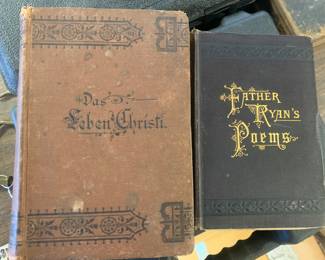 Das
Leben Christi.
FATHER
RYAN'S
POEMS